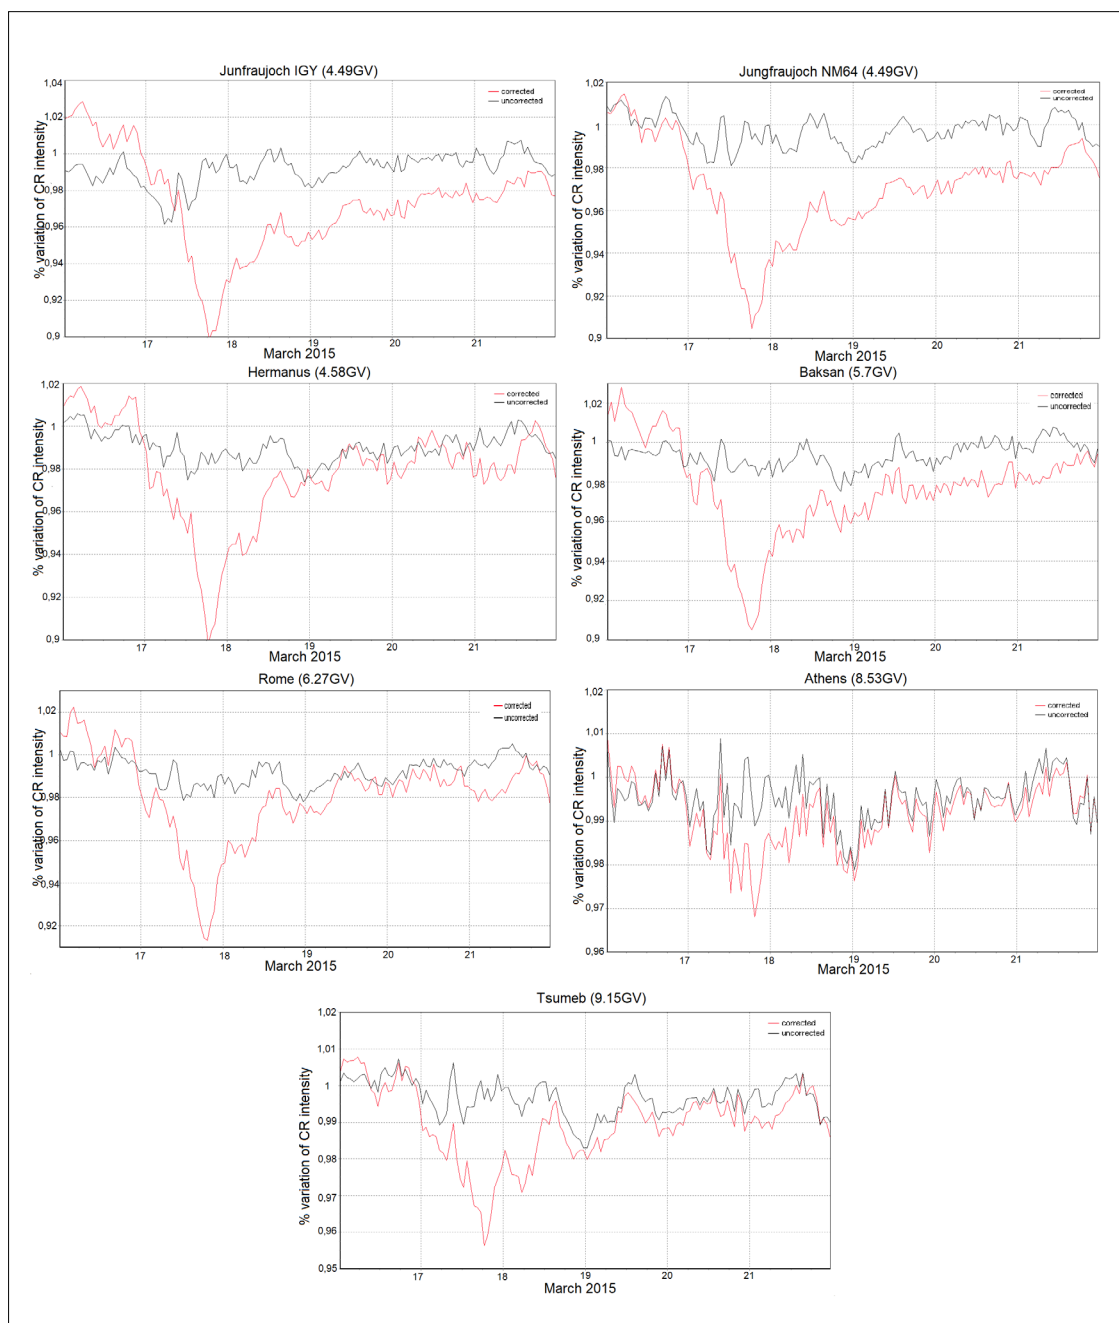 Junfraujoch IGY (4.49GV)
1,04
1,02
1
0,98
0,96
0,94
0,92
0,9
% variation of CR intensity
corrected
uncorrected
17
18
19
20
21
March 2015
Jungfraujoch NM64 (4.49GV)
1,02
1
0,98
0,96
0,94
0,92
0,9
% variation of CR intensity
corrected
uncorrected
17
18
19
20
21
March 2015
Hermanus (4.58GV)
1,02
1
0,98
0,96
0,94
0,92
0,9
% variation of CR intensity
corrected
uncorrected
17
18
19
20
21
March 2015
Baksan (5.7GV)
1,02
1
0,98
0,96
0,94
0,92
0,9
% variation of CR intensity
corrected
uncorrected
17
18
19
20
21
March 2015
Rome (6.27GV)
1,02
1
0,98
0,96
0,94
0,92
% variation of CR intensity
corrected
uncorrected
17
18
19
20
21
March 2015
Athens (8.53GV)
1,02
1,01
1
0,99
0,98
0,97
0,96
% variation of CR intensity
corrected
uncorrected
17
18
19
20
21
March 2015
Tsumeb (9.15GV)
1,02
1,01
1
0,99
0,98
0,97
0,96
0,95
% variation of CR intensity
corrected
uncorrected
17
18
19
20
21
March 2015